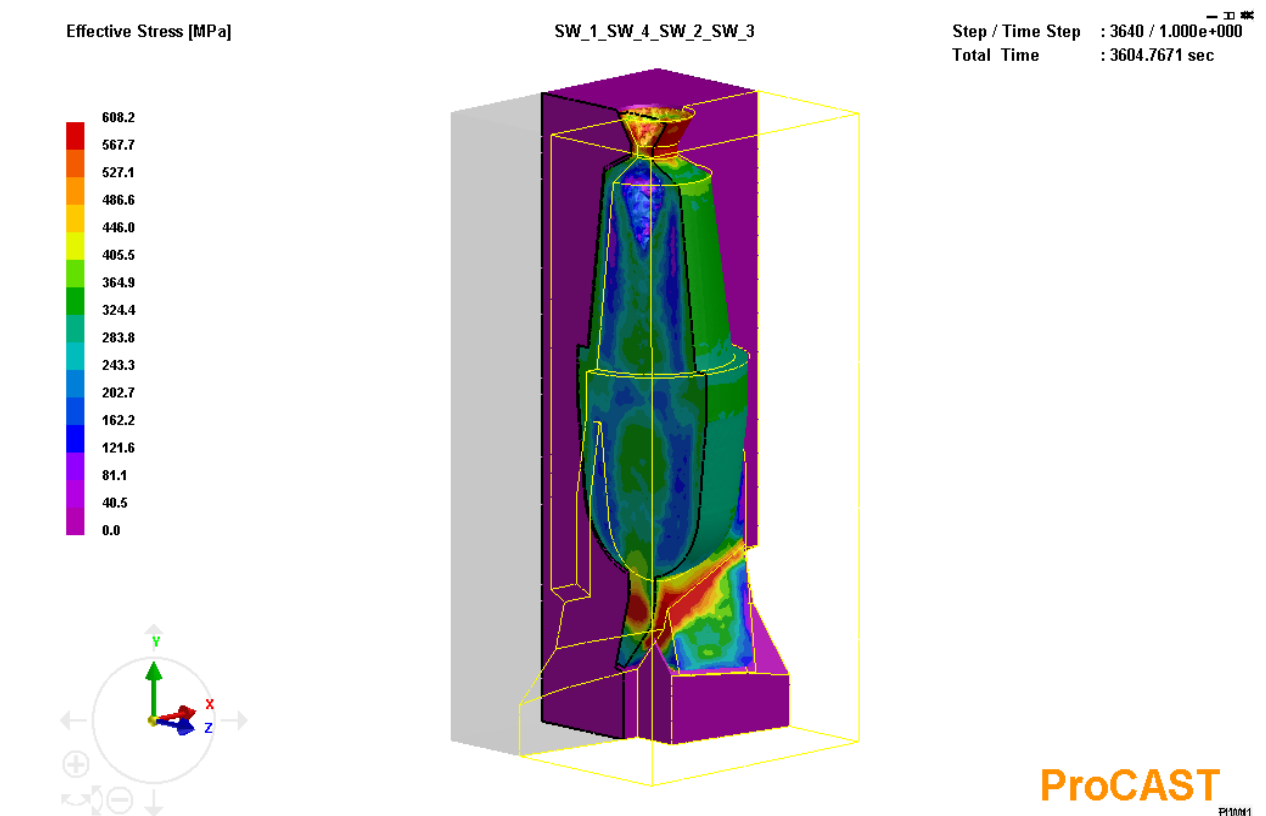 Effective Stress [MPa]
SW_1_SW_4_SW_2_SW_3
Step / Time Step : 3640 / 1.000e+000
Total Time : 3604.7671 sec
608.2
567.7
527.1
486.6
446.0
405.5
364.9
324.4
283.8
243.3
202.7
162.2
121.6
81.1
40.5
0.0
Y
X
Z
ProCAST